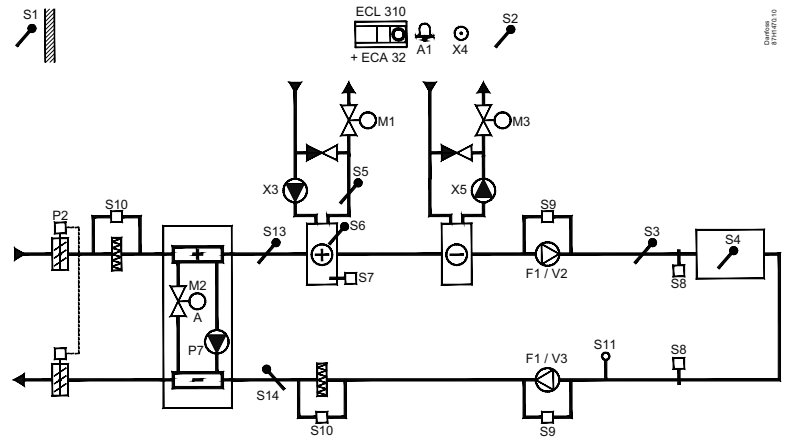 S1
ECL 310
+ ECA 32
A1
X4
S2
Danfoss
87H1470.10
M1
M3
S5
X3
X5
P2
S10
S13
S6
S7
S9
F1 / V2
S3
S8
S4
M2
A
P7
S14
S10
F1 / V3
S9
S11
S8